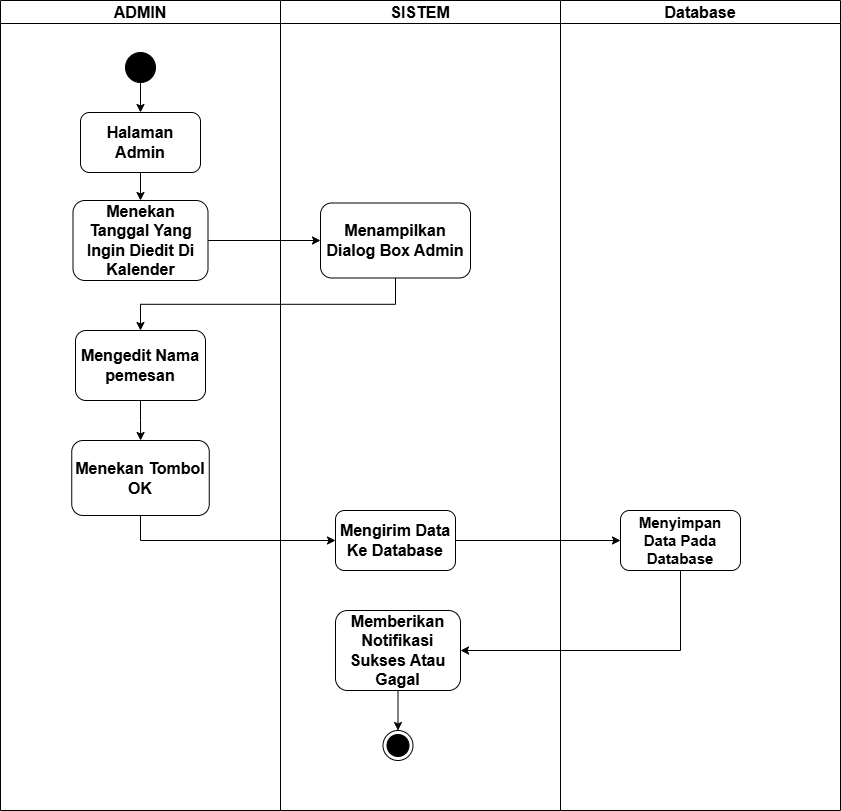 ADMIN
SISTEM
Database
Halaman
Admin
Menekan
Tanggal Yang
Ingin Diedit Di
Kalender
Menampilkan
Dialog Box Admin
Mengedit Nama
pemesan
Menekan Tombol
OK
Mengirim Data
Ke Database
Menyimpan
Data Pada
Database
Memberikan
Notifikasi
Sukses Atau
Gagal